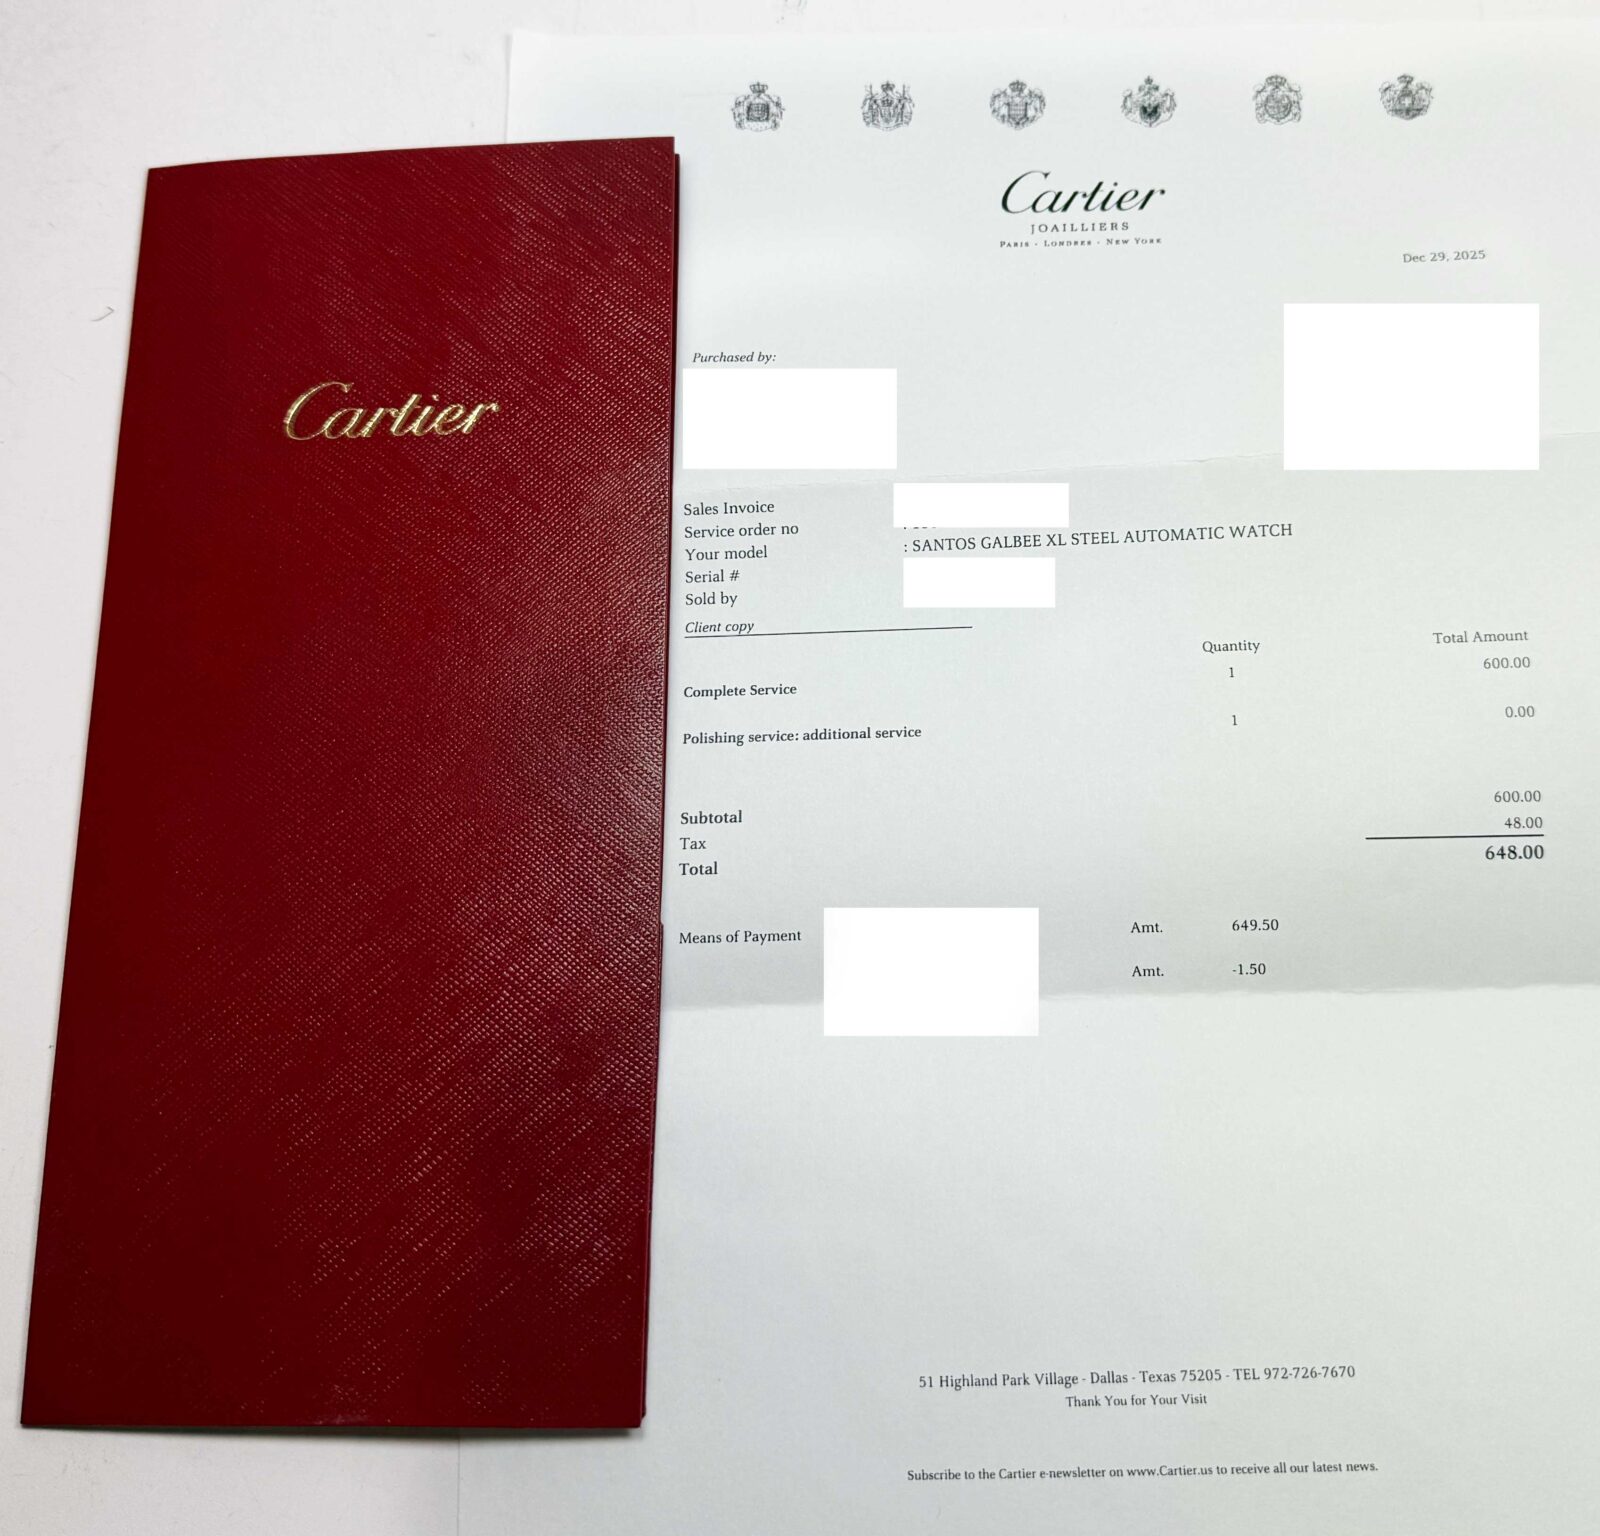 Cartier
Cartier
JOAILLIERS
PARIS - LONDRES - NEW YORK
Dec 29, 2025
Purchased by:
Sales Invoice
Service order no
Your model : SANTOS GALBEE XL STEEL AUTOMATIC WATCH
Serial #
Sold by
Client copy
Quantity Total Amount
Complete Service 1 600.00
Polishing service: additional service 1 0.00
Subtotal 600.00
Tax 48.00
Total 648.00
Means of Payment Amt. 649.50
Amt. -1.50
51 Highland Park Village - Dallas - Texas 75205 - TEL 972-726-7670
Thank You for Your Visit
Subscribe to the Cartier e-newsletter on www.Cartier.us to receive all our latest news.